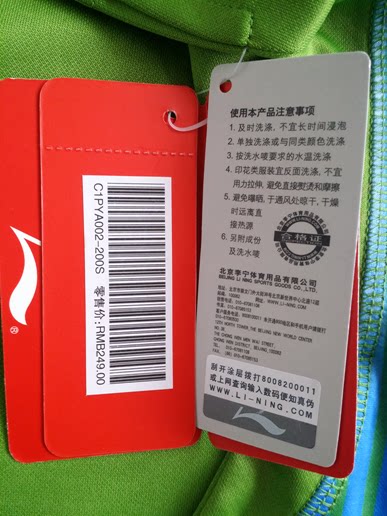 C1PYA002-200S 零售价:RMB249.00
®
使用本产品注意事项
1. 及时洗涤, 不宜长时间浸泡
2. 单独洗涤或与同类颜色洗涤
3. 按洗水唛要求的水温洗涤
4. 印花类服装宜反面洗涤, 不宜
用力拉伸, 避免直接熨烫和摩擦
5. 避免曝晒, 于通风处晾干, 干燥
时远离直
接热源
6. 另附成份
及洗水唛
合格证
北京李宁体育用品有限公司
BEIJING LI NING SPORTS GOODS CO., LTD.
刮开涂层拨打8008200011
或上网查询输入数码便知真伪
WWW.LI-NING.COM